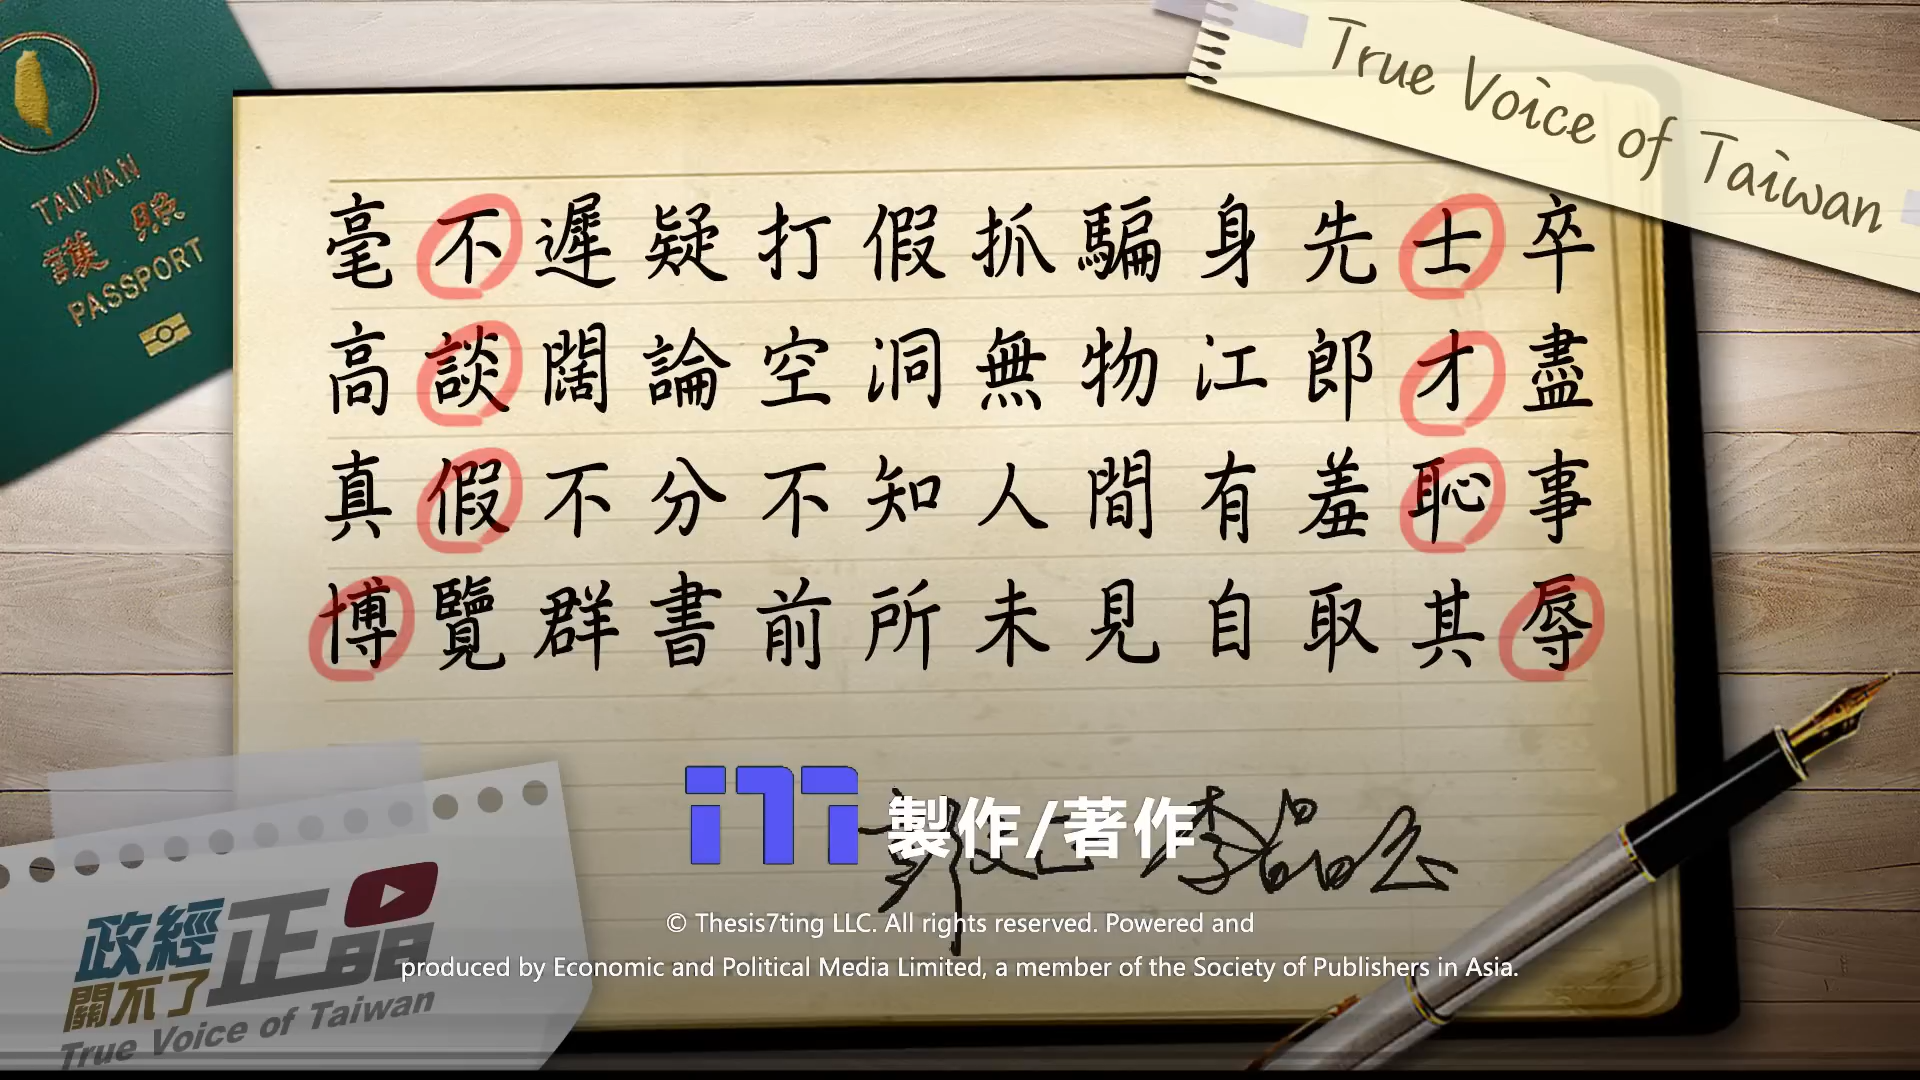 True Voice of Taiwan
TAIWAN
護照
PASSPORT
毫不遲疑打假抓騙身先士卒
高談闊論空洞無物江郎才盡
真假不分不知人間有羞恥事
博覽群書前所未見自取其辱
製作/著作
© Thesis7ting LLC. All rights reserved. Powered and
produced by Economic and Political Media Limited, a member of the Society of Publishers in Asia.
政經
關不了
正晶
True Voice of Taiwan